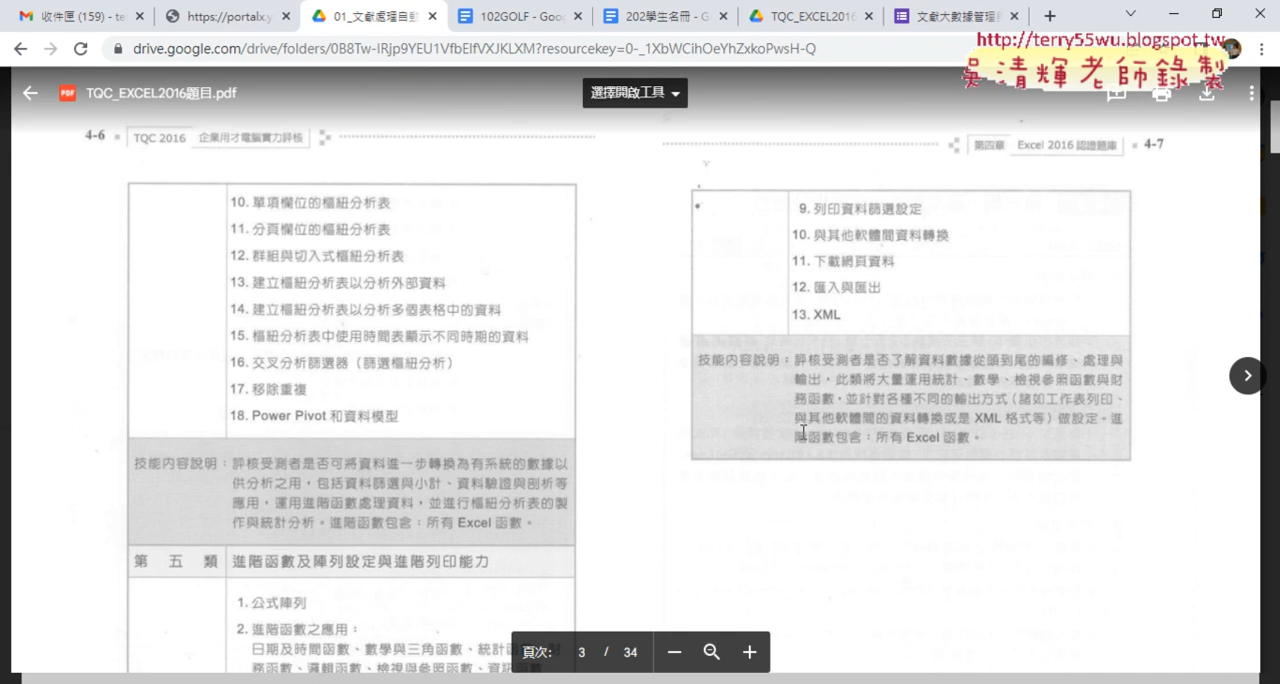 收件匣 (159) - te
https://portalx.y
01_文獻處理自動
102GOLF - Goo
202學生名冊 - G
TQC_EXCEL2016
文獻大數據管理
drive.google.com/drive/folders/0B8Tw-IRjp9YEU1VfbElfVXJKLXM?resourcekey=0-_1XbWCihOeYhZxkoPwsH-Q
http://terry55wu.blogspot.tw
吳清輝老師錄製
PDF
TQC_EXCEL2016題目.pdf
選擇開啟工具
4-6 TQC 2016 企業用才電腦實力評核
10. 單項欄位的樞紐分析表
11. 分頁欄位的樞紐分析表
12. 群組與切入式樞紐分析表
13. 建立樞紐分析表以分析外部資料
14. 建立樞紐分析表以分析多個表格中的資料
15. 樞紐分析表中使用時間表顯示不同時期的資料
16. 交叉分析篩選器（篩選樞紐分析）
17. 移除重複
18. Power Pivot 和資料模型
技能內容說明：評核受測者是否可將資料進一步轉換為有系統的數據以
供分析之用，包括資料篩選與小計、資料驗證與剖析等
應用，運用進階函數處理資料，並進行樞紐分析表的製
作與統計分析。進階函數包含：所有 Excel 函數。
第 五 類 進階函數及陣列設定與進階列印能力
1. 公式陣列
2. 進階函數之應用：
日期及時間函數、數學與三角函數、統計函
務函數、邏輯函數、檢視與參照函數、資訊函數
第四章 Excel 2016 認證題庫 4-7
9. 列印資料篩選設定
10. 與其他軟體間資料轉換
11. 下載網頁資料
12. 匯入與匯出
13. XML
技能內容說明：評核受測者是否了解資料數據從頭到尾的編修、處理與
輸出，此類將大量運用統計、數學、檢視參照函數與財
務函數，並針對各種不同的輸出方式（諸如工作表列印、
與其他軟體間的資料轉換或是 XML 格式等）做設定。進
階函數包含：所有 Excel 函數。
頁次: 3 / 34